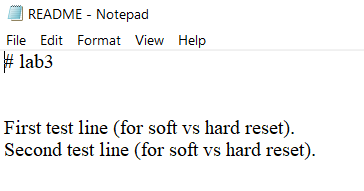 README - Notepad
File Edit Format View Help
# lab3
First test line (for soft vs hard reset).
Second test line (for soft vs hard reset).